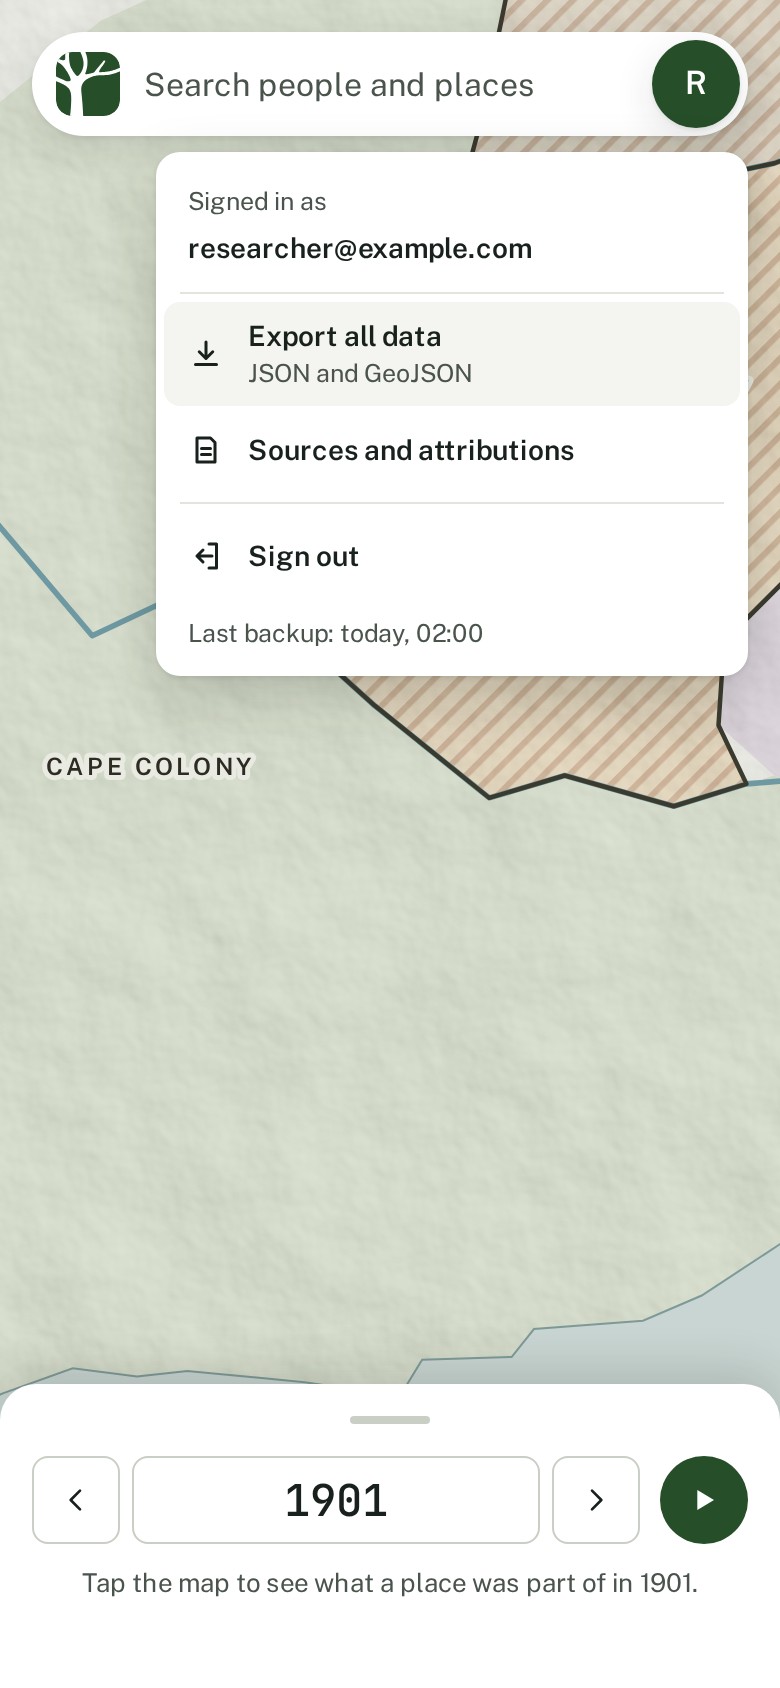 Search people and places
R
Signed in as
researcher@example.com
Export all data
JSON and GeoJSON
Sources and attributions
Sign out
Last backup: today, 02:00
CAPE COLONY
1901
Tap the map to see what a place was part of in 1901.